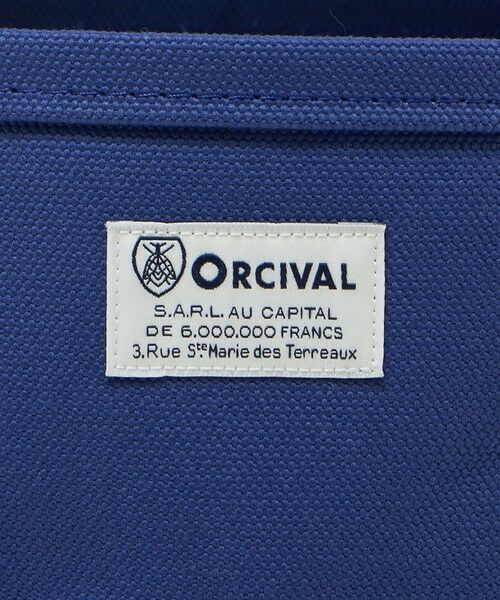 ORCIVAL
S.A.R.L. AU CAPITAL
DE 6.000.000 FRANCS
3.Rue Ste Marie des Terreaux